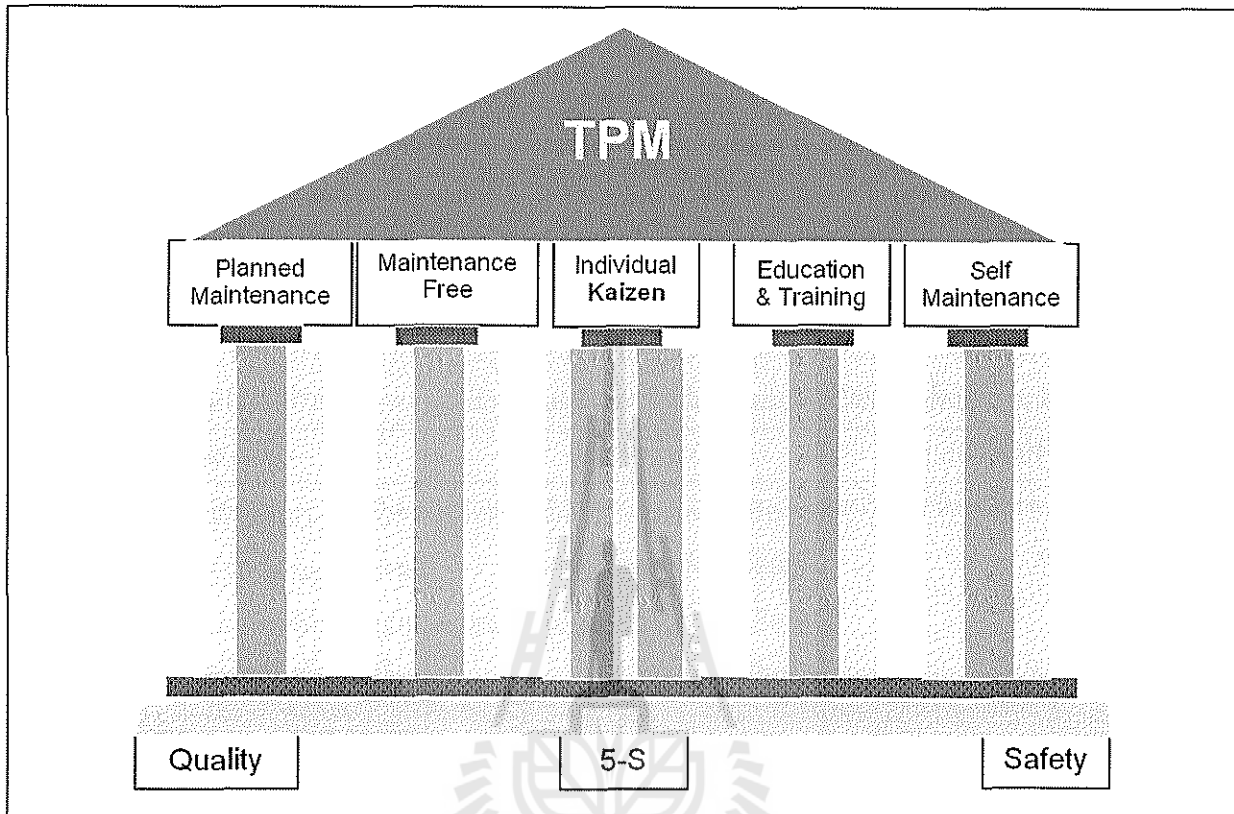 TPM
Planned
Maintenance
Maintenance
Free
Individual
Kaizen
Education
& Training
Self
Maintenance
Quality
5-S
Safety